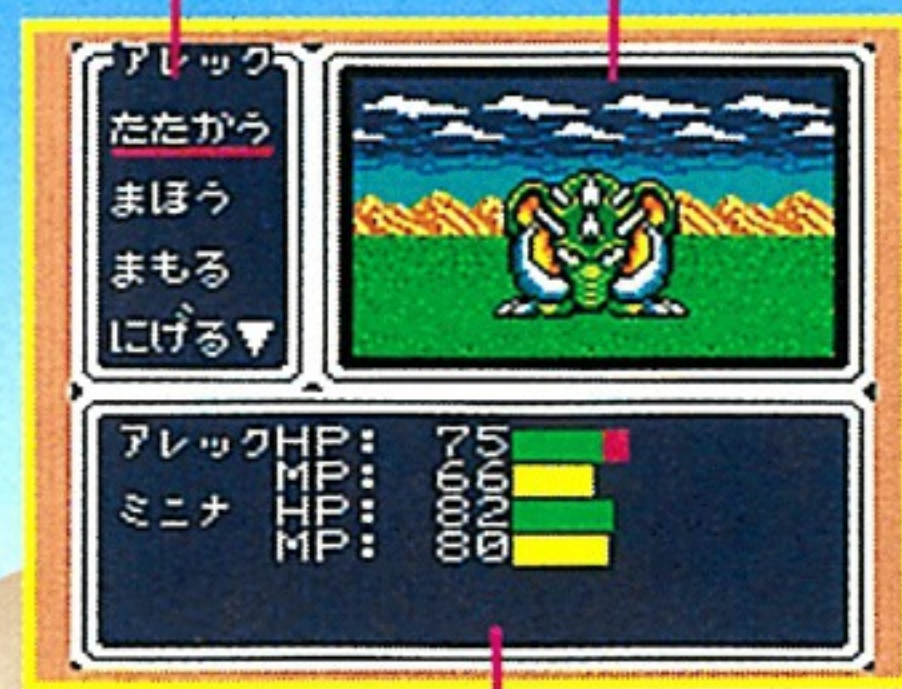 アレック
たたかう
まほう
まもる
にげる▼
アレックHP: 75
MP: 66
ミニナ HP: 82
MP: 80